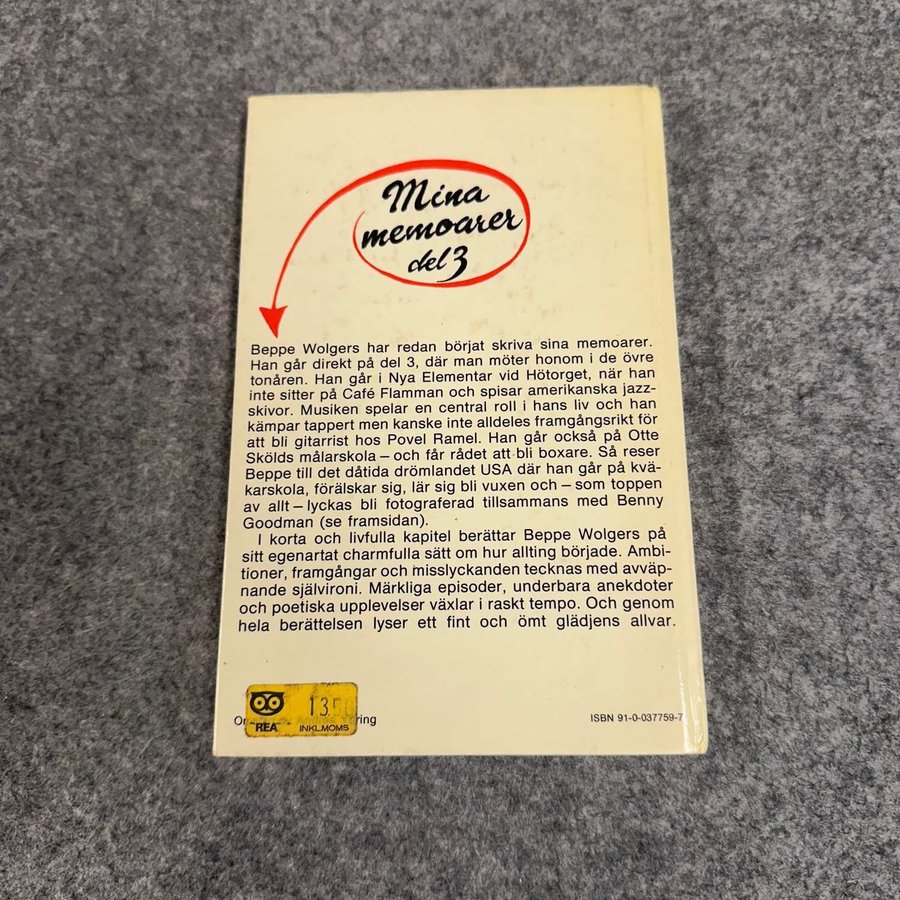 Mina
memoarer
del 3
Beppe Wolgers har redan börjat skriva sina memoarer.
Han går direkt på del 3, där man möter honom i de övre
tonåren. Han går i Nya Elementar vid Hötorget, när han
inte sitter på Café Flamman och spisar amerikanska jazz-
skivor. Musiken spelar en central roll i hans liv och han
kämpar tappert men kanske inte alldeles framgångsrikt för
att bli gitarrist hos Povel Ramel. Han går också på Otte
Skölds målarskola – och får rådet att bli boxare. Så reser
Beppe till det dåtida drömlandet USA där han går på kvä-
karskola, förälskar sig, lär sig bli vuxen och – som toppen
av allt – lyckas bli fotograferad tillsammans med Benny
Goodman (se framsidan).
I korta och livfulla kapitel berättar Beppe Wolgers på
sitt egenartat charmfulla sätt om hur allting började. Ambi-
tioner, framgångar och misslyckanden tecknas med avväp-
nande självironi. Märkliga episoder, underbara anekdoter
och poetiska upplevelser växlar i raskt tempo. Och genom
hela berättelsen lyser ett fint och ömt glädjens allvar.
REA INKL.MOMS
ISBN 91-0-037759-7